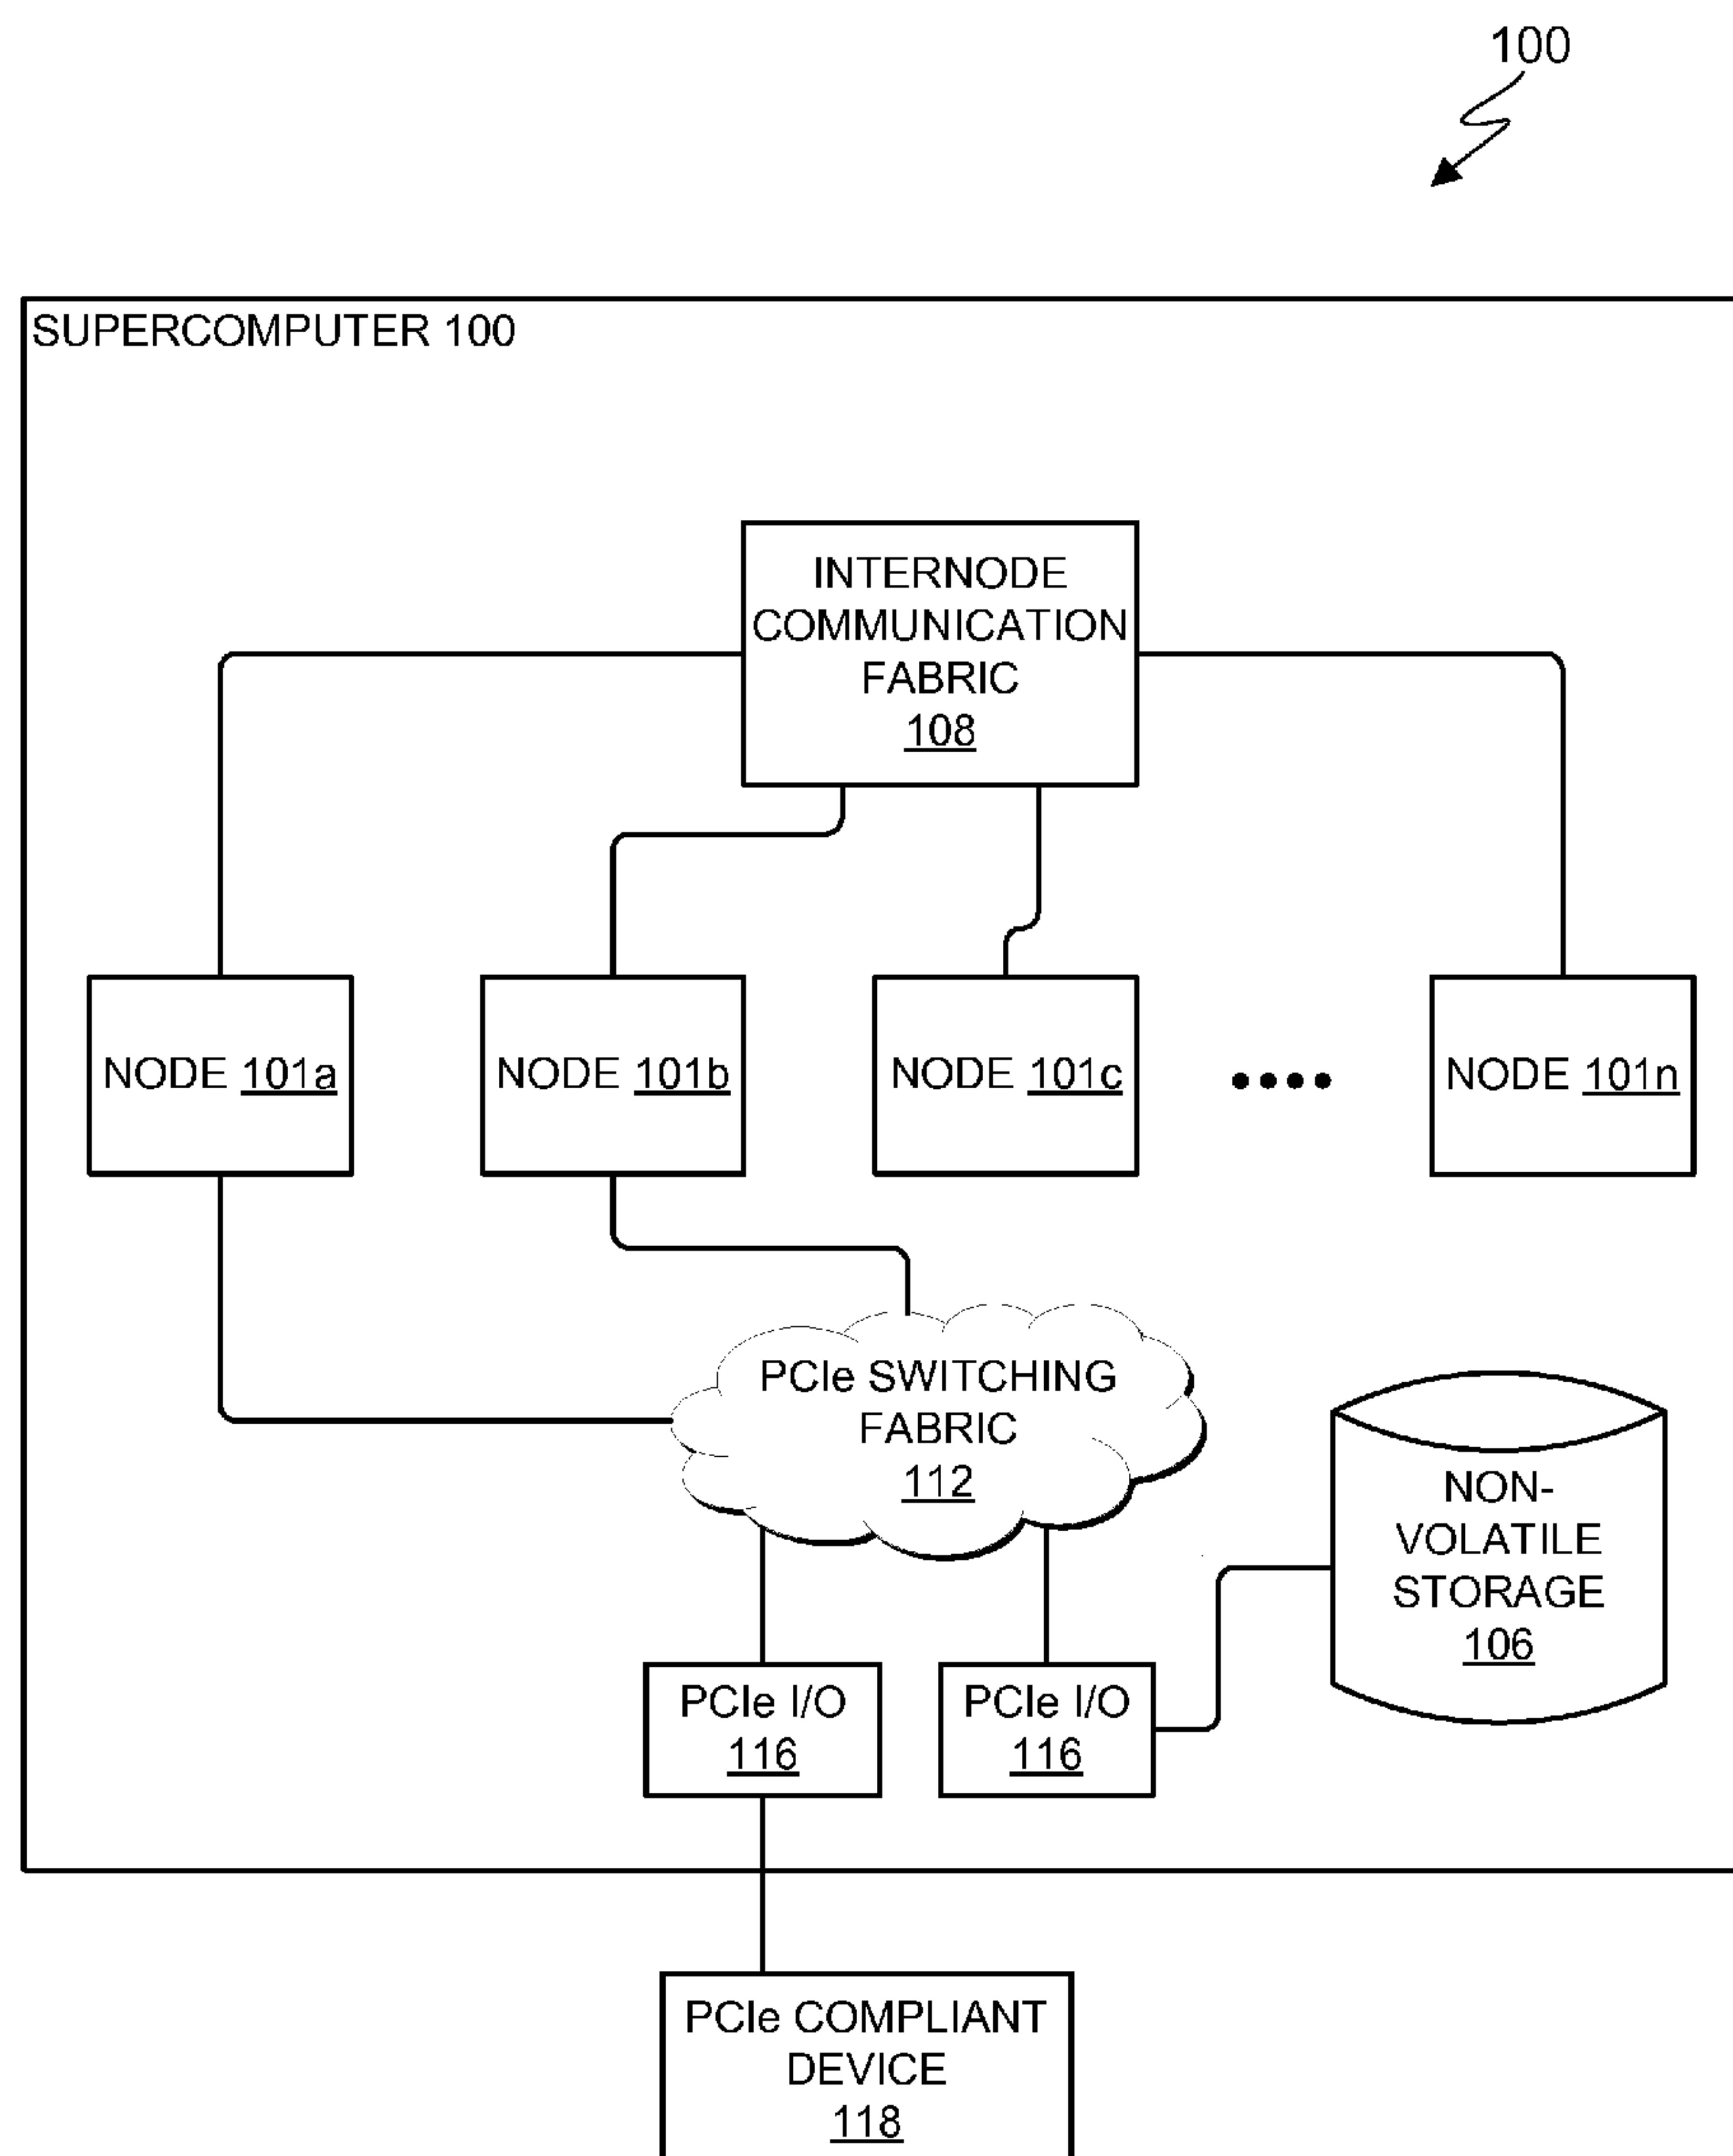 100
SUPERCOMPUTER 100
INTERNODE
COMMUNICATION
FABRIC
108
NODE 101a
NODE 101b
NODE 101c
NODE 101n
PCIe SWITCHING
FABRIC
112
NON-
VOLATILE
STORAGE
106
PCIe I/O
116
PCIe I/O
116
PCIe COMPLIANT
DEVICE
118